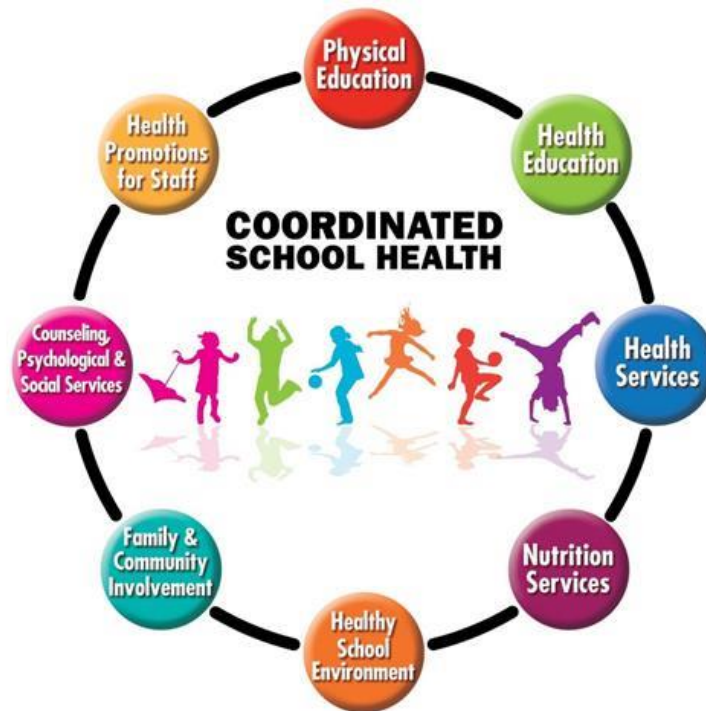 Physical
Education
Health
Education
Health
Services
Nutrition
Services
Healthy
School
Environment
Family &
Community
Involvement
Counseling,
Psychological &
Social Services
Health
Promotions
for Staff
COORDINATED
SCHOOL HEALTH